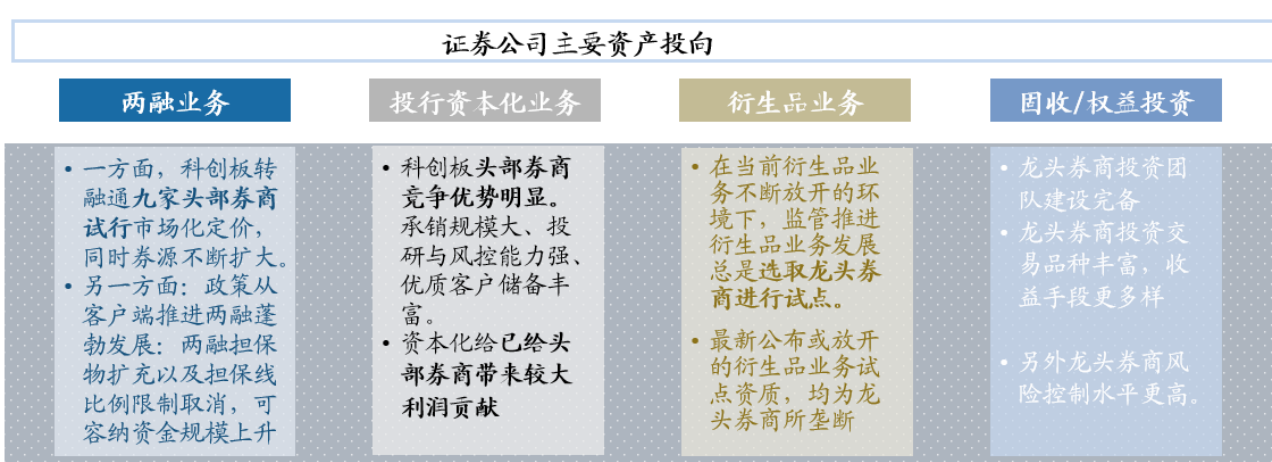 证券公司主要资产投向
两融业务
• 一方面，科创板转
融通九家头部券商
试行市场化定价，
同时券源不断扩大。
• 另一方面：政策从
客户端推进两融蓬
勃发展：两融担保
物扩充以及担保线
比例限制取消，可
容纳资金规模上升
投行资本化业务
• 科创板头部券商
竞争优势明显。
承销规模大、投
研与风控能力强、
优质客户储备丰
富。
• 资本化给已给头
部券商带来较大
利润贡献
衍生品业务
• 在当前衍生品业
务不断放开的环
境下，监管推进
衍生品业务发展
总是选取龙头券
商进行试点。
• 最新公布或放开
的衍生品业务试
点资质，均为龙
头券商所垄断
固收/权益投资
• 龙头券商投资团
队建设完备
• 龙头券商投资交
易品种丰富，收
益手段更多样
• 另外龙头券商风
险控制水平更高。